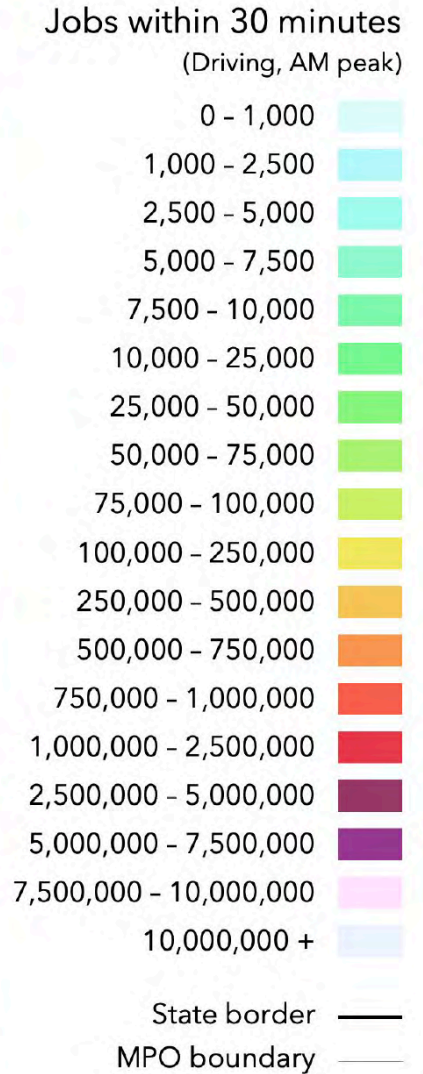 Jobs within 30 minutes
(Driving, AM peak)
0 – 1,000
1,000 – 2,500
2,500 – 5,000
5,000 – 7,500
7,500 – 10,000
10,000 – 25,000
25,000 – 50,000
50,000 – 75,000
75,000 – 100,000
100,000 – 250,000
250,000 – 500,000
500,000 – 750,000
750,000 – 1,000,000
1,000,000 – 2,500,000
2,500,000 – 5,000,000
5,000,000 – 7,500,000
7,500,000 – 10,000,000
10,000,000 +
State border
MPO boundary